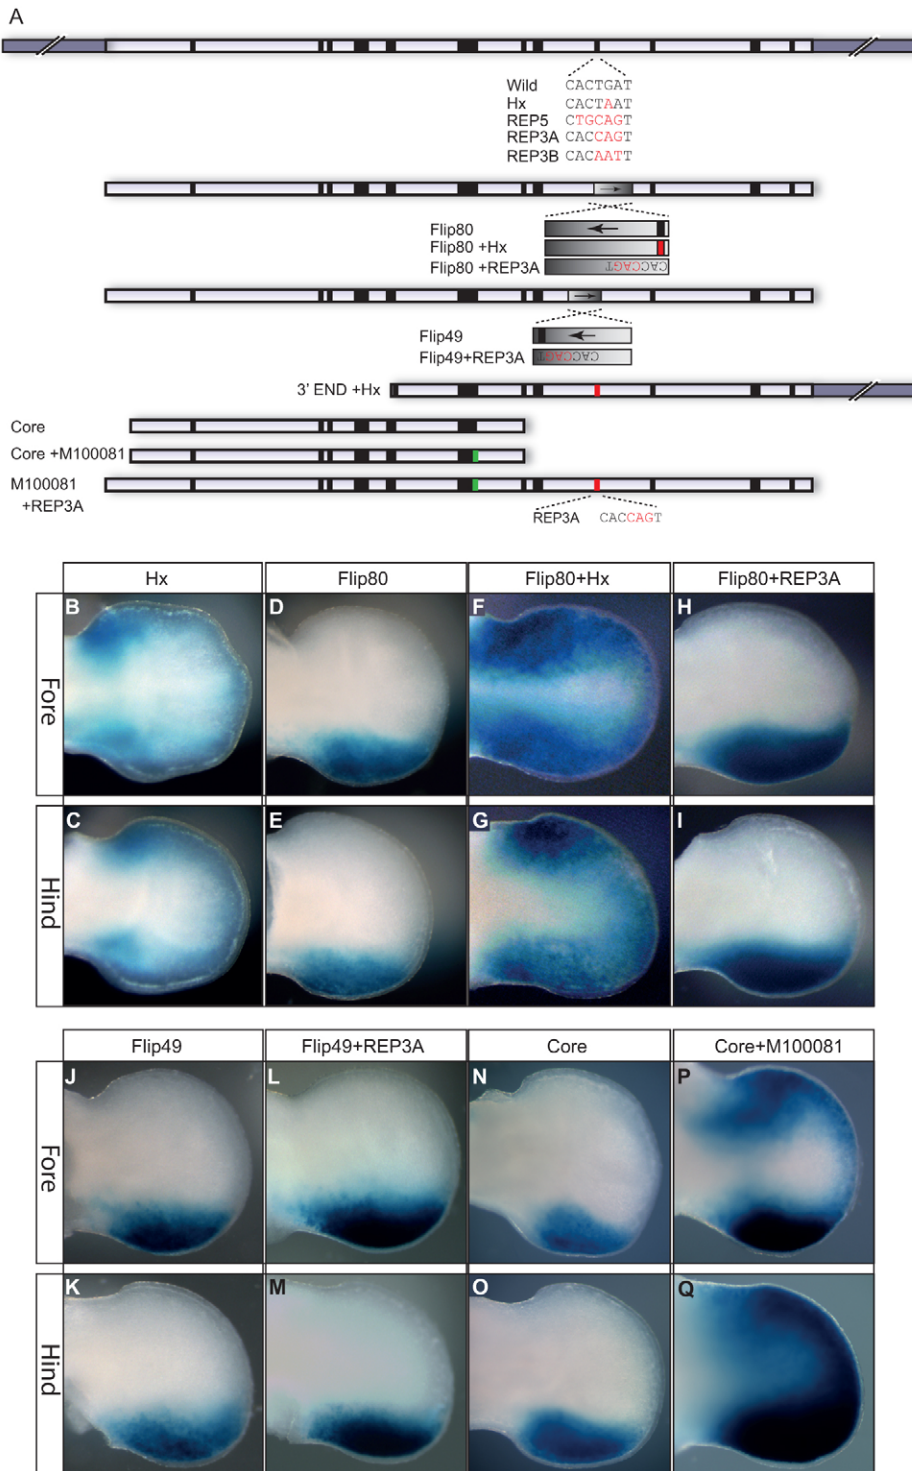 A
Wild CACTGAT
Hx CACTAAT
REP5 CTGCAGT
REP3A CACCAGT
REP3B CACAATT
Flip80
Flip80 +Hx
Flip80 +REP3A CACCAGT
Flip49
Flip49+REP3A CACCAGT
3' END +Hx
Core
Core +M100081
M100081
+REP3A
REP3A CACCAGT
Hx Flip80 Flip80+Hx Flip80+REP3A
Fore B D F H
Hind C E G I
Flip49 Flip49+REP3A Core Core+M100081
Fore J L N P
Hind K M O Q